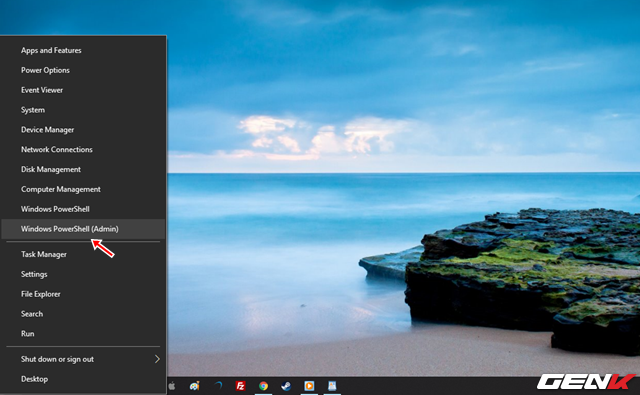 Apps and Features
Power Options
Event Viewer
System
Device Manager
Network Connections
Disk Management
Computer Management
Windows PowerShell
Windows PowerShell (Admin)
Task Manager
Settings
File Explorer
Search
Run
Shut down or sign out
Desktop
FZ
GENK